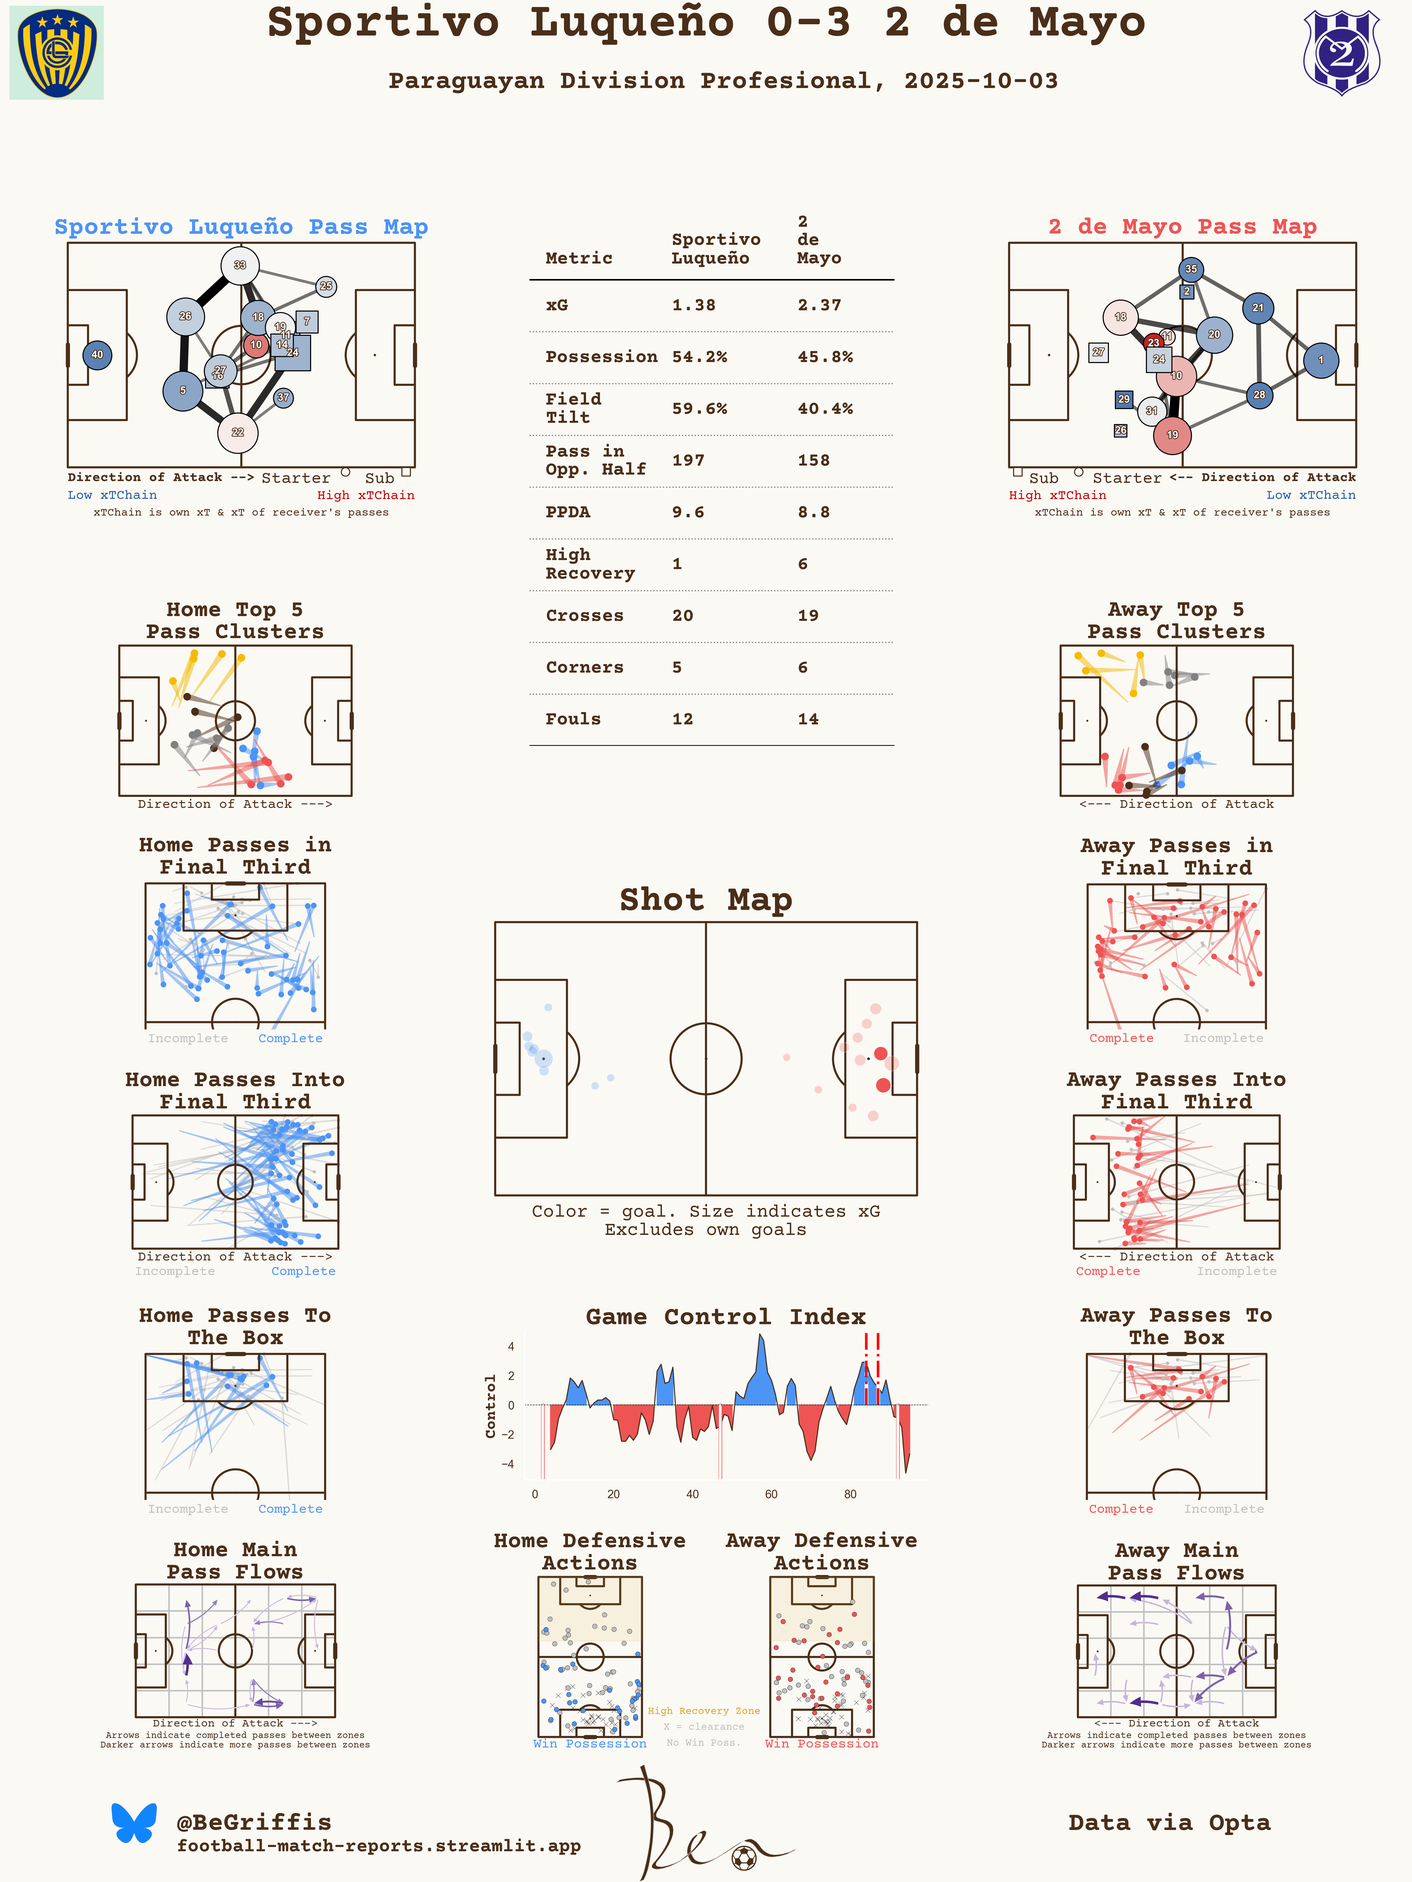 Sportivo Luqueño 0-3 2 de Mayo
Paraguayan Division Profesional, 2025-10-03
Sportivo Luqueño Pass Map
33
25
26
18
19
7
11
10
14
24
40
27
16
5
37
22
Direction of Attack --> Starter Sub
Low xTChain High xTChain
xTChain is own xT & xT of receiver's passes
Metric Sportivo Luqueño 2 de Mayo
xG 1.38 2.37
Possession 54.2% 45.8%
Field Tilt 59.6% 40.4%
Pass in Opp. Half 197 158
PPDA 9.6 8.8
High Recovery 1 6
Crosses 20 19
Corners 5 6
Fouls 12 14
2 de Mayo Pass Map
35
2
21
18
20
11
23
27
24
1
10
29
28
31
26
19
Sub Starter <-- Direction of Attack
High xTChain Low xTChain
xTChain is own xT & xT of receiver's passes
Home Top 5
Pass Clusters
Direction of Attack --->
Away Top 5
Pass Clusters
<--- Direction of Attack
Home Passes in
Final Third
Incomplete Complete
Away Passes in
Final Third
Complete Incomplete
Shot Map
Color = goal. Size indicates xG
Excludes own goals
Home Passes Into
Final Third
Direction of Attack --->
Incomplete Complete
Away Passes Into
Final Third
<--- Direction of Attack
Complete Incomplete
Home Passes To
The Box
Incomplete Complete
Game Control Index
Control
4
2
0
−2
−4
0 20 40 60 80
Away Passes To
The Box
Complete Incomplete
Home Main
Pass Flows
Direction of Attack --->
Arrows indicate completed passes between zones
Darker arrows indicate more passes between zones
Home Defensive
Actions
Win Possession
High Recovery Zone
X = clearance
No Win Poss.
Away Defensive
Actions
Win Possession
Away Main
Pass Flows
<--- Direction of Attack
Arrows indicate completed passes between zones
Darker arrows indicate more passes between zones
@BeGriffis
football-match-reports.streamlit.app
Ben
Data via Opta